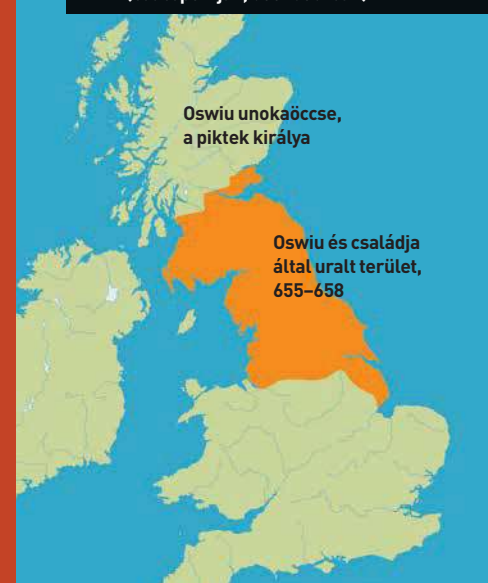 Oswiu unokaöccse,
a piktek királya
Oswiu és családja
által uralt terület,
655–658